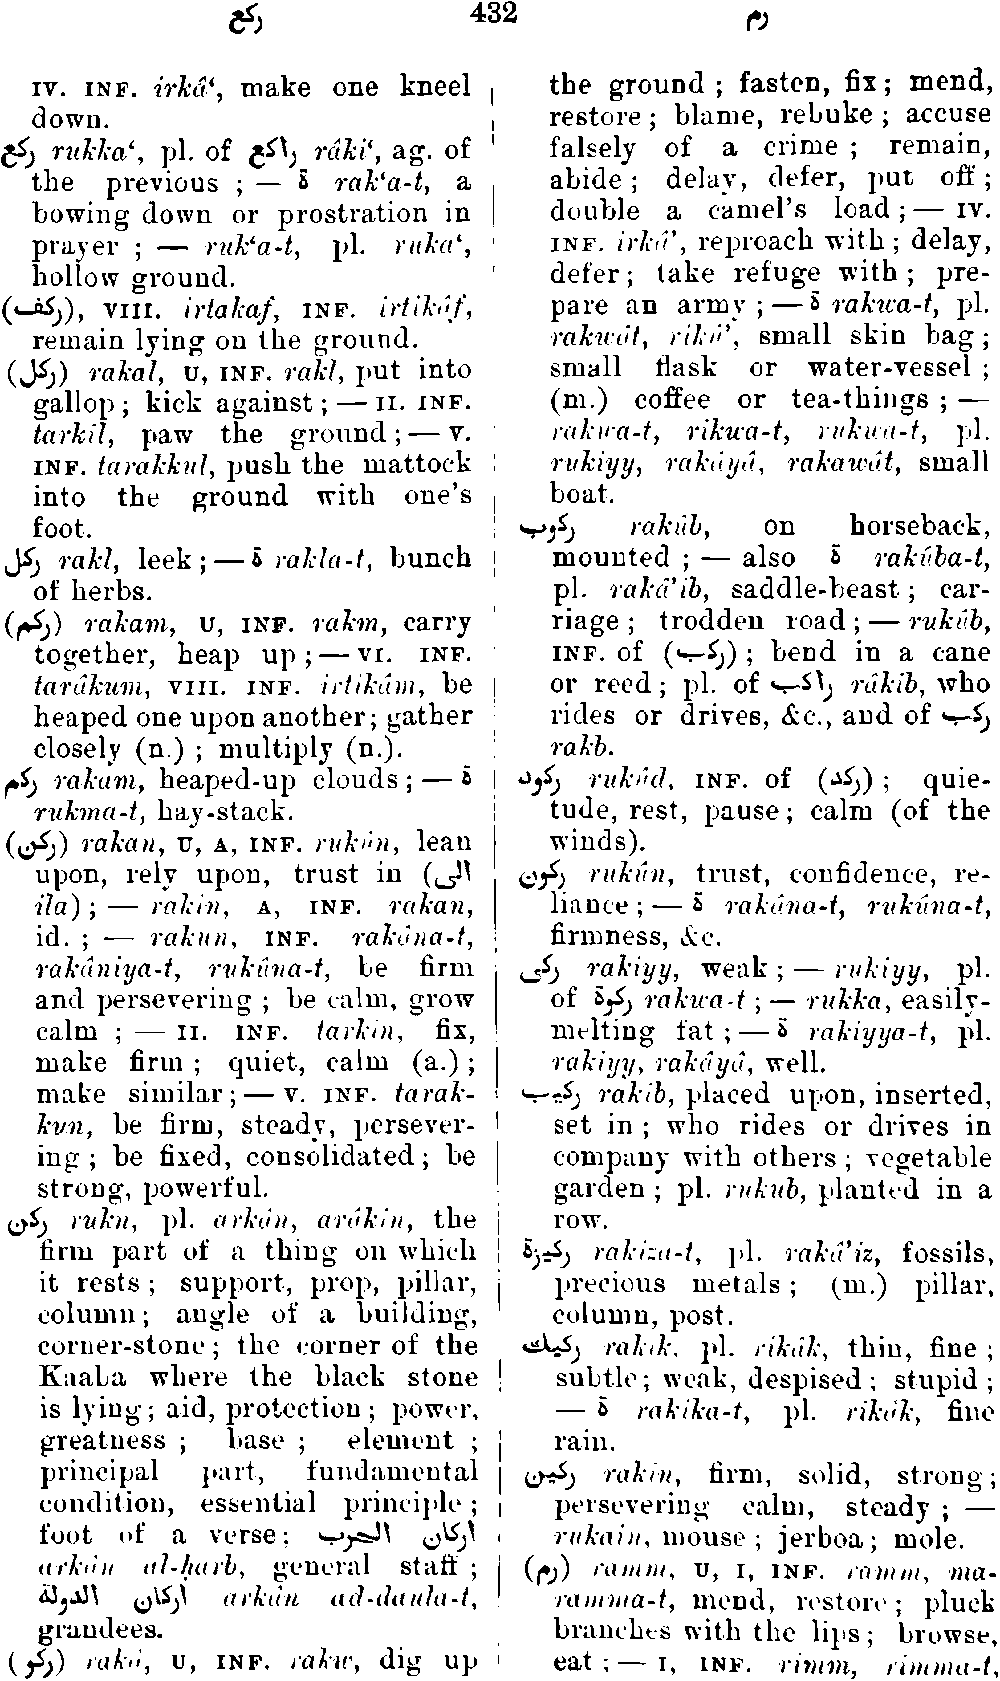 ركع 432 رم
IV. INF. irkâ‘, make one kneel
down.
ركع rukka‘, pl. of راكع râki‘, ag. of
the previous ; — ة rak‘a-t, a
bowing down or prostration in
prayer ; — ruk‘a-t, pl. ruka‘,
hollow ground.
(ركف), VIII. irtakaf, INF. irtikâf,
remain lying on the ground.
(ركل) rakal, U, INF. rakl, put into
gallop ; kick against ; — II. INF.
tarkîl, paw the ground ; — V.
INF. tarakkul, push the mattock
into the ground with one's
foot.
ركل rakl, leek ; — ة rakla-t, bunch
of herbs.
(ركم) rakam, U, INF. rakm, carry
together, heap up ; — VI. INF.
tarâkum, VIII. INF. irtikâm, be
heaped one upon another ; gather
closely (n.) ; multiply (n.).
ركم rakam, heaped-up clouds ; — ة
rukma-t, hay-stack.
(ركن) rakan, U, A, INF. rukûn, lean
upon, rely upon, trust in (الى
ila) ; — rakin, A, INF. rakan,
id. ; — rakun, INF. rakâna-t,
rakâniya-t, rukûna-t, be firm
and persevering ; be calm, grow
calm ; — II. INF. tarkîn, fix,
make firm ; quiet, calm (a.) ;
make similar ; — V. INF. tarak-
kun, be firm, steady, persever-
ing ; be fixed, consolidated ; be
strong, powerful.
ركن rukn, pl. arkân, arâkin, the
firm part of a thing on which
it rests ; support, prop, pillar,
column ; angle of a building,
corner-stone ; the corner of the
Kaaba where the black stone
is lying ; aid, protection ; power,
greatness ; base ; element ;
principal part, fundamental
condition, essential principle ;
foot of a verse ; اركان الحرب
arkân al-ḥarb, general staff ;
اركان الدولة arkân ad-daula-t,
grandees.
(ركو) rakâ, U, INF. rakw, dig up
the ground ; fasten, fix ; mend,
restore ; blame, rebuke ; accuse
falsely of a crime ; remain,
abide ; delay, defer, put off ;
double a camel's load ; — IV.
INF. irkâ’, reproach with ; delay,
defer ; take refuge with ; pre-
pare an army ; — ة rakwa-t, pl.
rakwât, rikâ’, small skin bag ;
small flask or water-vessel ;
(m.) coffee or tea-things ; —
rakwa-t, rikwa-t, rukwa-t, pl.
rukiyy, rakâyâ, rakawât, small
boat.
ركوب rakûb, on horseback,
mounted ; — also ة rakûba-t,
pl. rakâ’ib, saddle-beast ; car-
riage ; trodden road ; — rukûb,
INF. of (ركب) ; bend in a cane
or reed ; pl. of راكب râkib, who
rides or drives, &c., and of ركب
rakb.
ركود rukûd, INF. of (ركد) ; quie-
tude, rest, pause ; calm (of the
winds).
ركون rukûn, trust, confidence, re-
liance ; — ة rakûna-t, rukûna-t,
firmness, &c.
ركى rakiyy, weak ; — rukiyy, pl.
of ركوة rakwa-t ; — rukka, easily-
melting fat ; — ة rakiyya-t, pl.
rakiyy, rakâyâ, well.
ركيب rakîb, placed upon, inserted,
set in ; who rides or drives in
company with others ; vegetable
garden ; pl. rukub, planted in a
row.
ركيزة rakîza-t, pl. rakâ’iz, fossils,
precious metals ; (m.) pillar,
column, post.
ركيك rakîk, pl. rikâk, thin, fine ;
subtle ; weak, despised ; stupid ;
— ة rakîka-t, pl. rikâk, fine
rain.
ركين rakîn, firm, solid, strong ;
persevering calm, steady ; —
rukain, mouse ; jerboa ; mole.
(رم) ramm, U, I, INF. ramm, ma-
ramma-t, mend, restore ; pluck
branches with the lips ; browse,
eat ; — I, INF. rimm, rimma-t,